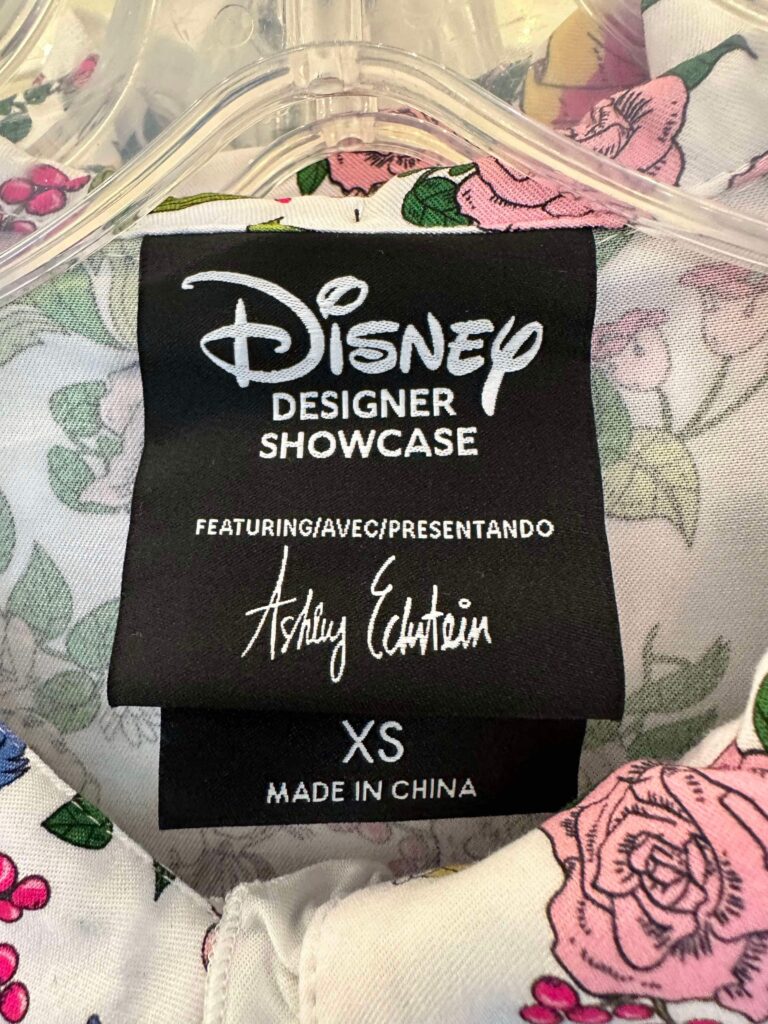 Disney
DESIGNER
SHOWCASE
FEATURING/AVEC/PRESENTANDO
Ashley Eckstein
XS
MADE IN CHINA